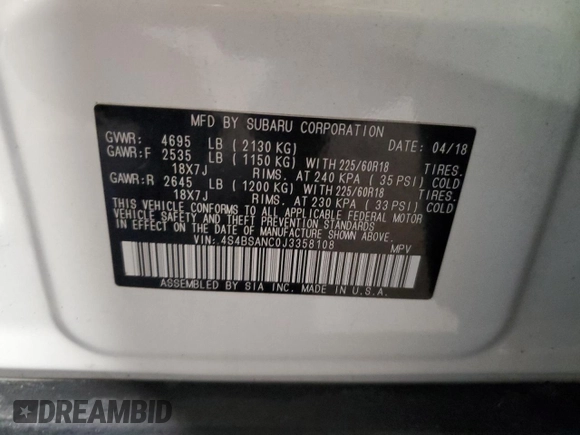 MFD BY SUBARU CORPORATION
GVWR: 4695 LB ( 2130 KG) DATE: 04/18
GAWR:F 2535 LB ( 1150 KG) WITH 225/60R18 TIRES.
18X7J RIMS. AT 240 KPA ( 35 PSI) COLD
GAWR:R 2645 LB ( 1200 KG) WITH 225/60R18 TIRES.
18X7J RIMS. AT 230 KPA ( 33 PSI) COLD
THIS VEHICLE CONFORMS TO ALL APPLICABLE FEDERAL MOTOR
VEHICLE SAFETY AND THEFT PREVENTION STANDARDS
IN EFFECT ON THE DATE OF MANUFACTURE SHOWN ABOVE.
VIN: 4S4BSANC0J3358108 MPV
ASSEMBLED BY SIA INC. MADE IN U.S.A.
DREAMBID